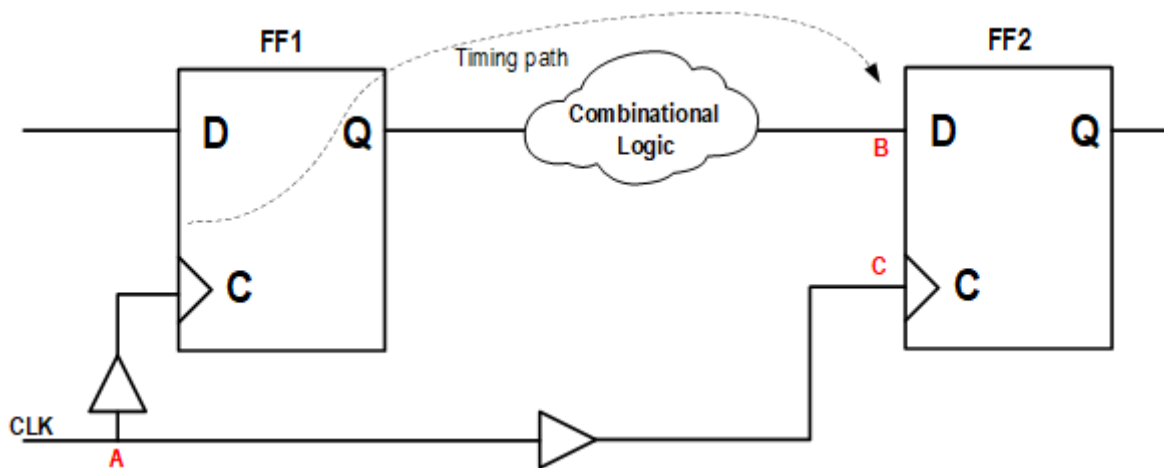 FF1
FF2
Timing path
Combinational
Logic
D
Q
B
D
Q
C
C
C
CLK
A